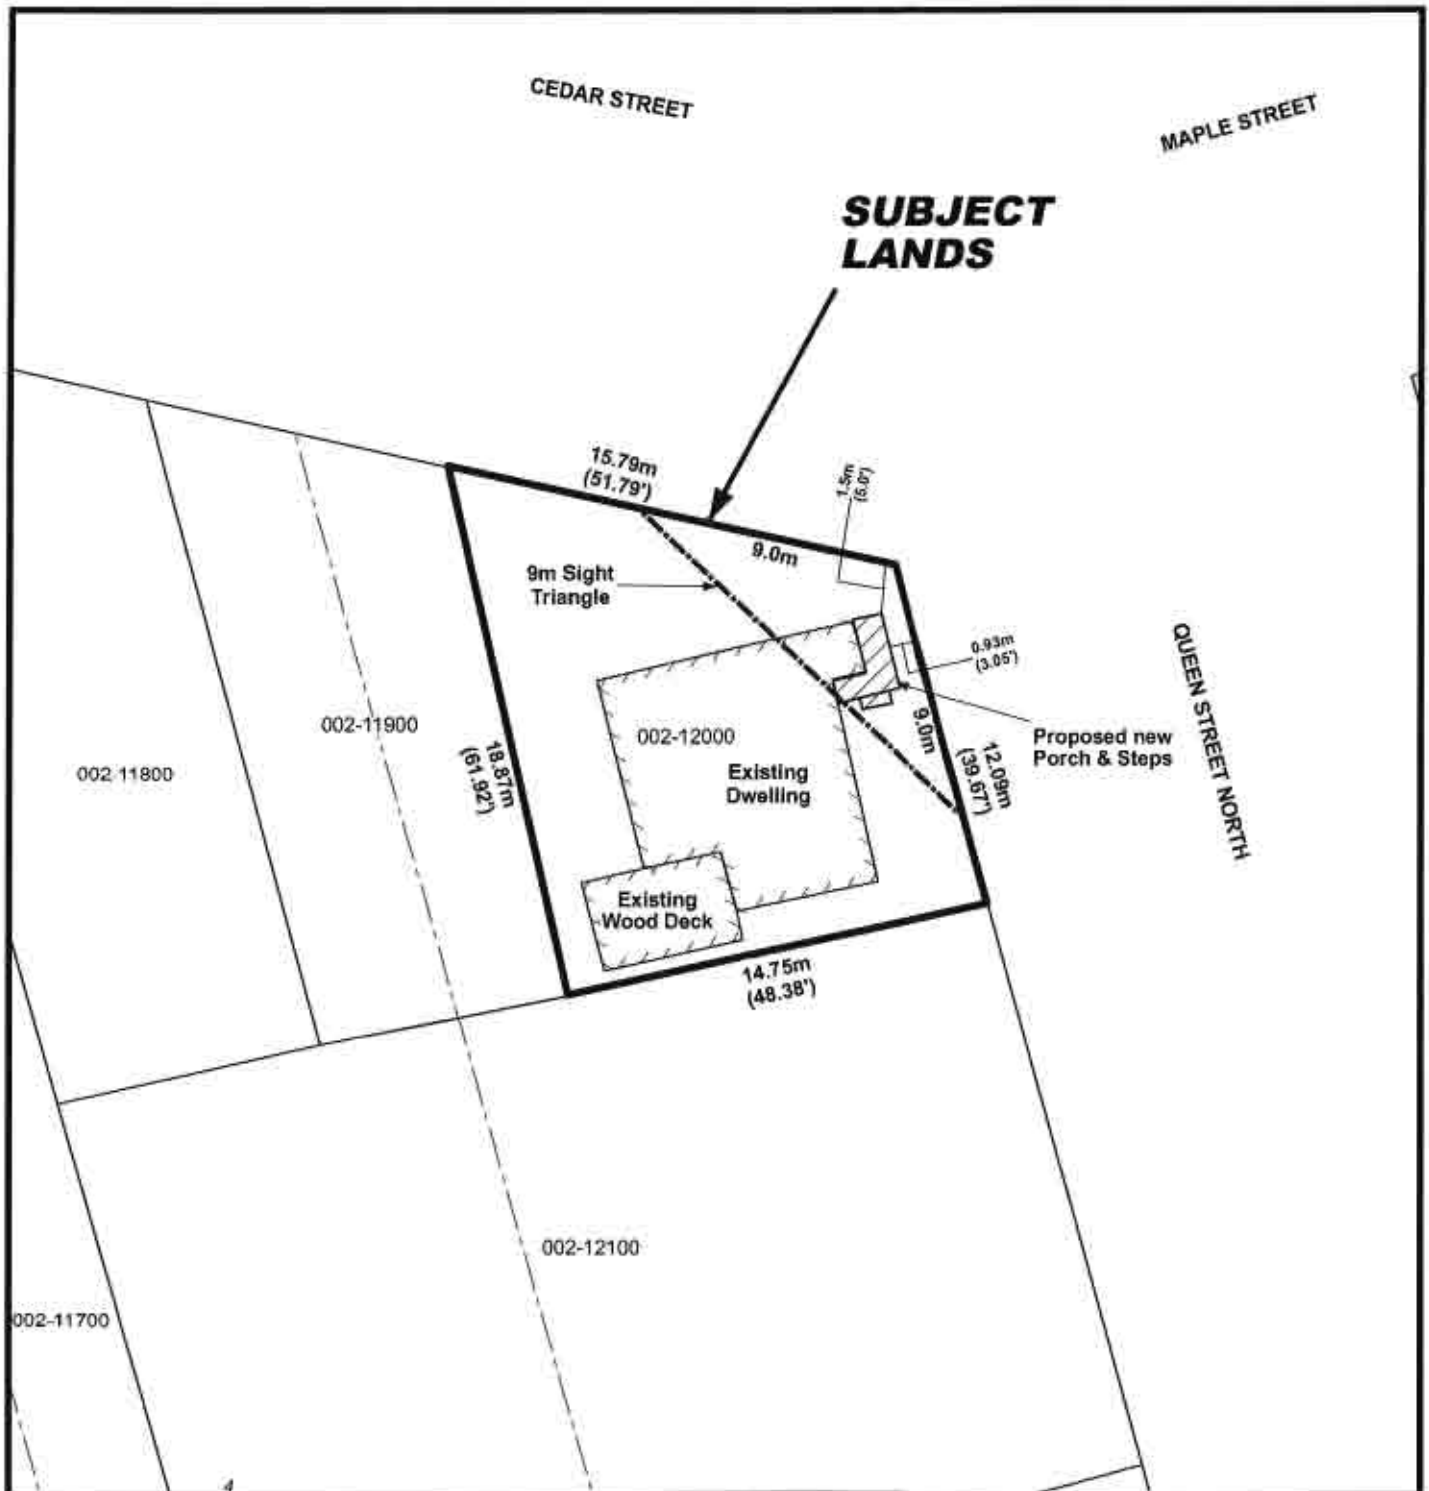 CEDAR STREET
MAPLE STREET
SUBJECT
LANDS
15.79m
(51.79')
1.5m
(5.0')
9.0m
9m Sight
Triangle
0.93m
(3.05')
QUEEN STREET NORTH
002-11900
002-12000
9.0m
Proposed new
Porch & Steps
002 11800
18.87m
(61.92')
Existing
Dwelling
12.09m
(39.67')
Existing
Wood Deck
14.75m
(48.38')
002-12100
002-11700